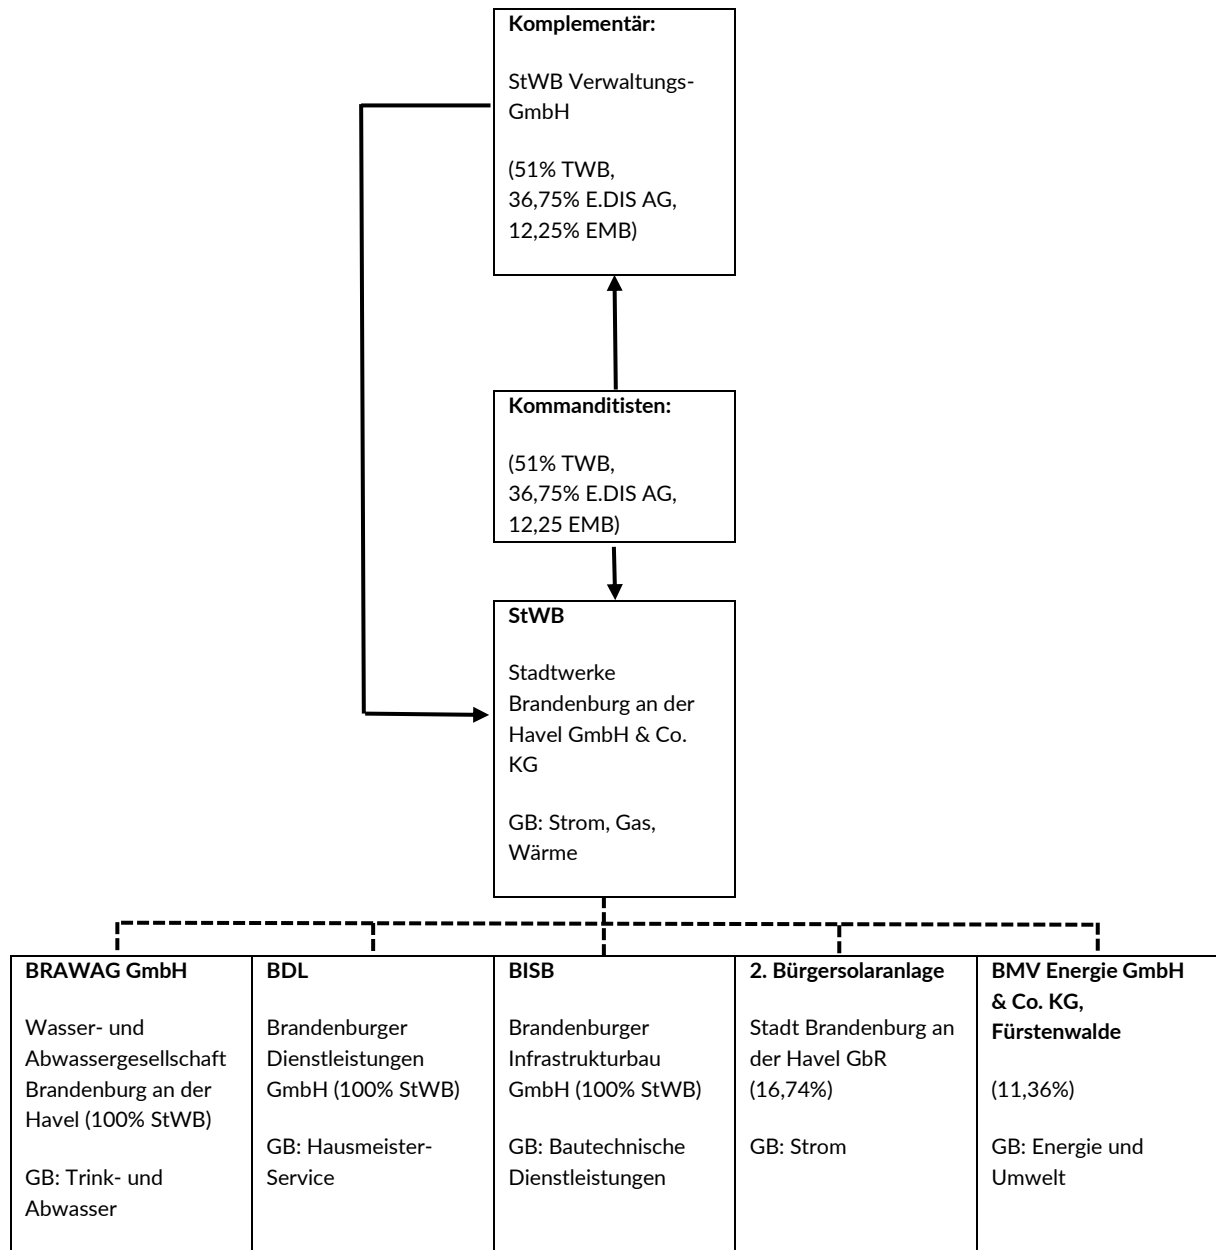 Komplementär:
StWB Verwaltungs-
GmbH
(51% TWB,
36,75% E.DIS AG,
12,25% EMB)
Kommanditisten:
(51% TWB,
36,75% E.DIS AG,
12,25 EMB)
StWB
Stadtwerke
Brandenburg an der
Havel GmbH & Co.
KG
GB: Strom, Gas,
Wärme
BRAWAG GmbH
Wasser- und
Abwassergesellschaft
Brandenburg an der
Havel (100% StWB)
GB: Trink- und
Abwasser
BDL
Brandenburger
Dienstleistungen
GmbH (100% StWB)
GB: Hausmeister-
Service
BISB
Brandenburger
Infrastrukturbau
GmbH (100% StWB)
GB: Bautechnische
Dienstleistungen
2. Bürgersolaranlage
Stadt Brandenburg an
der Havel GbR
(16,74%)
GB: Strom
BMV Energie GmbH
& Co. KG,
Fürstenwalde
(11,36%)
GB: Energie und
Umwelt